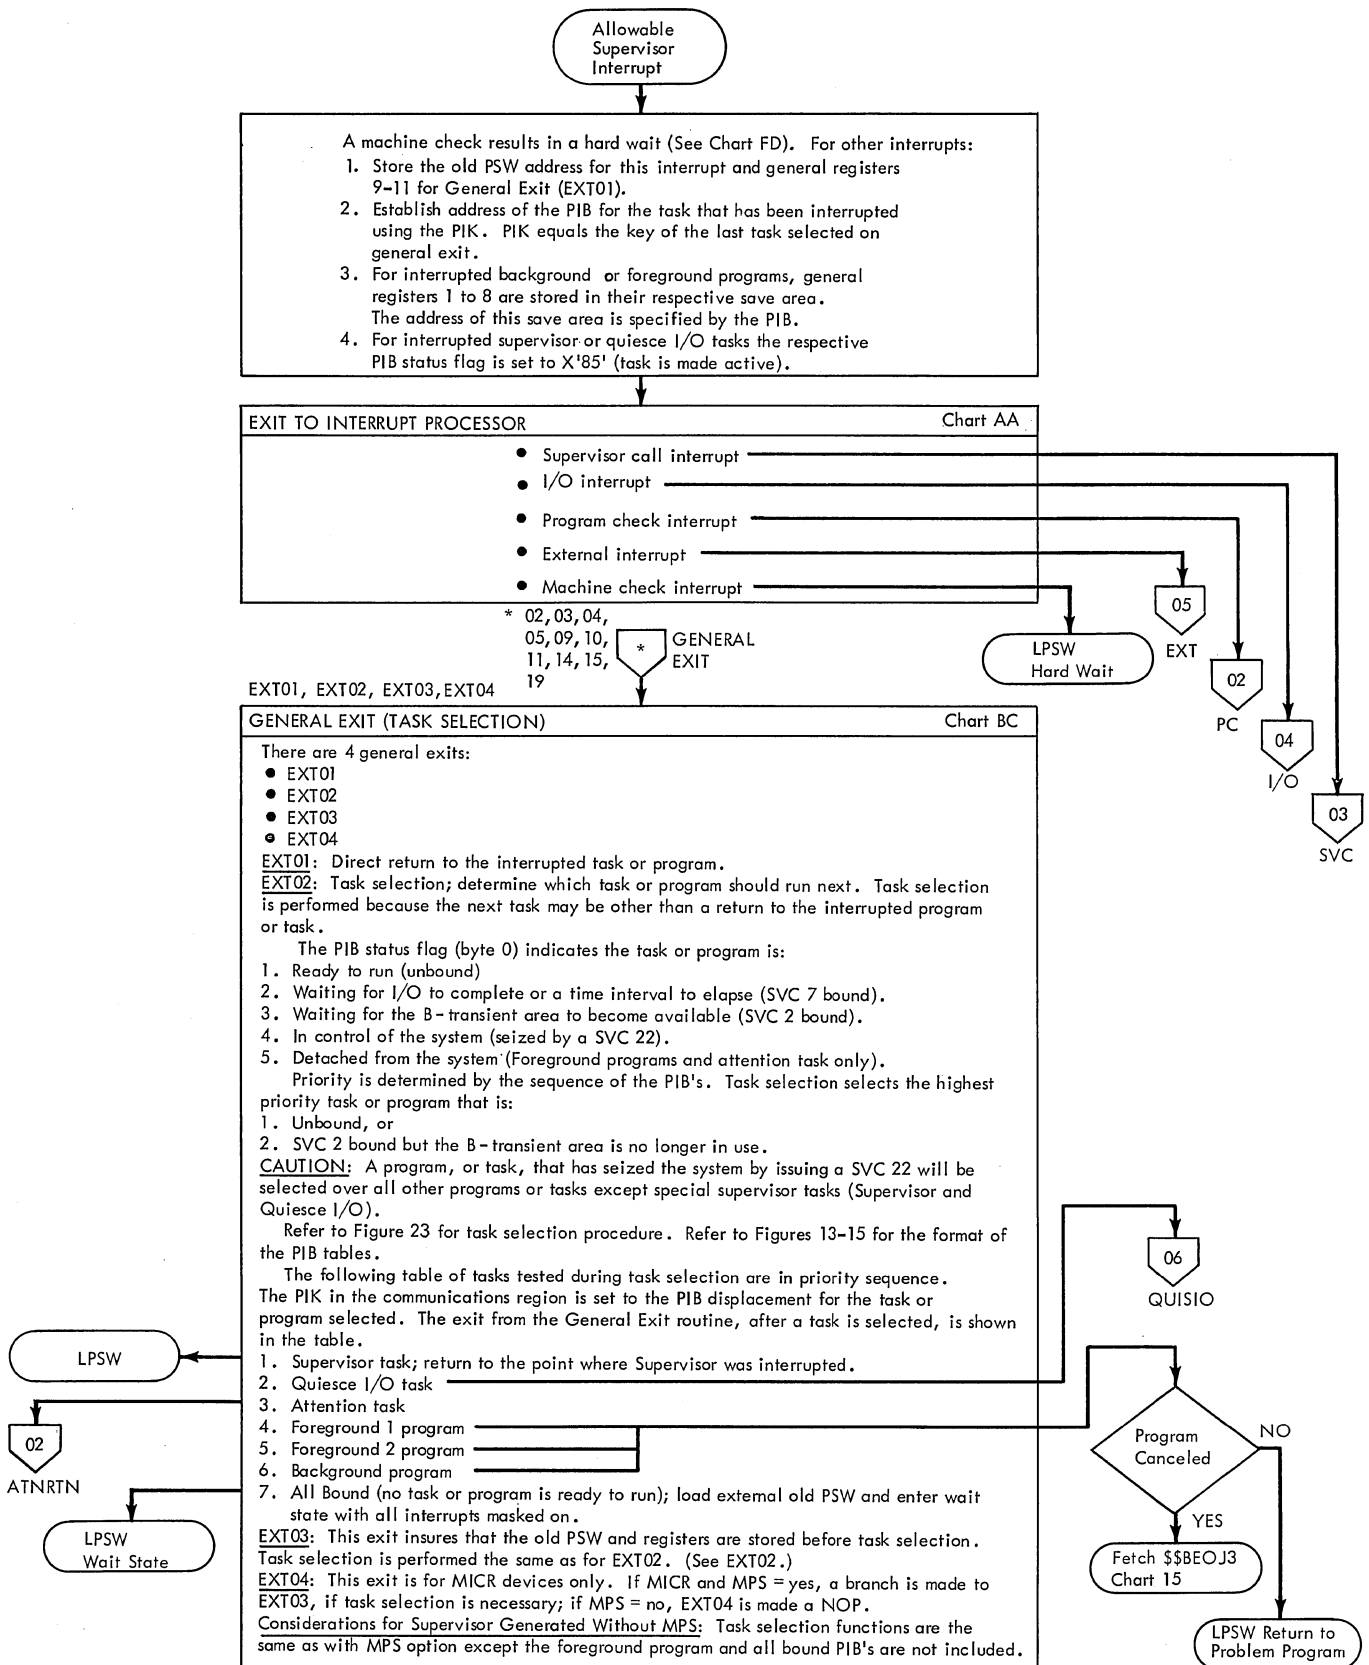 Allowable
Supervisor
Interrupt
A machine check results in a hard wait (See Chart FD). For other interrupts:
1. Store the old PSW address for this interrupt and general registers
9-11 for General Exit (EXT01).
2. Establish address of the PIB for the task that has been interrupted
using the PIK. PIK equals the key of the last task selected on
general exit.
3. For interrupted background or foreground programs, general
registers 1 to 8 are stored in their respective save area.
The address of this save area is specified by the PIB.
4. For interrupted supervisor or quiesce I/O tasks the respective
PIB status flag is set to X'85' (task is made active).
EXIT TO INTERRUPT PROCESSOR Chart AA
• Supervisor call interrupt
• I/O interrupt
• Program check interrupt
• External interrupt
• Machine check interrupt
05
EXT
LPSW
Hard Wait
02
PC
04
I/O
03
SVC
* 02,03,04,
05,09,10,
11,14,15,
19
*
GENERAL
EXIT
EXT01, EXT02, EXT03, EXT04
GENERAL EXIT (TASK SELECTION) Chart BC
There are 4 general exits:
• EXT01
• EXT02
• EXT03
• EXT04
EXT01: Direct return to the interrupted task or program.
EXT02: Task selection; determine which task or program should run next. Task selection
is performed because the next task may be other than a return to the interrupted program
or task.
The PIB status flag (byte 0) indicates the task or program is:
1. Ready to run (unbound)
2. Waiting for I/O to complete or a time interval to elapse (SVC 7 bound).
3. Waiting for the B-transient area to become available (SVC 2 bound).
4. In control of the system (seized by a SVC 22).
5. Detached from the system (Foreground programs and attention task only).
Priority is determined by the sequence of the PIB's. Task selection selects the highest
priority task or program that is:
1. Unbound, or
2. SVC 2 bound but the B-transient area is no longer in use.
CAUTION: A program, or task, that has seized the system by issuing a SVC 22 will be
selected over all other programs or tasks except special supervisor tasks (Supervisor and
Quiesce I/O).
Refer to Figure 23 for task selection procedure. Refer to Figures 13-15 for the format of
the PIB tables.
The following table of tasks tested during task selection are in priority sequence.
The PIK in the communications region is set to the PIB displacement for the task or
program selected. The exit from the General Exit routine, after a task is selected, is shown
in the table.
1. Supervisor task; return to the point where Supervisor was interrupted.
2. Quiesce I/O task
3. Attention task
4. Foreground 1 program
5. Foreground 2 program
6. Background program
7. All Bound (no task or program is ready to run); load external old PSW and enter wait
state with all interrupts masked on.
EXT03: This exit insures that the old PSW and registers are stored before task selection.
Task selection is performed the same as for EXT02. (See EXT02.)
EXT04: This exit is for MICR devices only. If MICR and MPS = yes, a branch is made to
EXT03, if task selection is necessary; if MPS = no, EXT04 is made a NOP.
Considerations for Supervisor Generated Without MPS: Task selection functions are the
same as with MPS option except the foreground program and all bound PIB's are not included.
LPSW
02
ATNRTN
LPSW
Wait State
06
QUISIO
Program
Canceled
NO
YES
Fetch $$BEOJ3
Chart 15
LPSW Return to
Problem Program